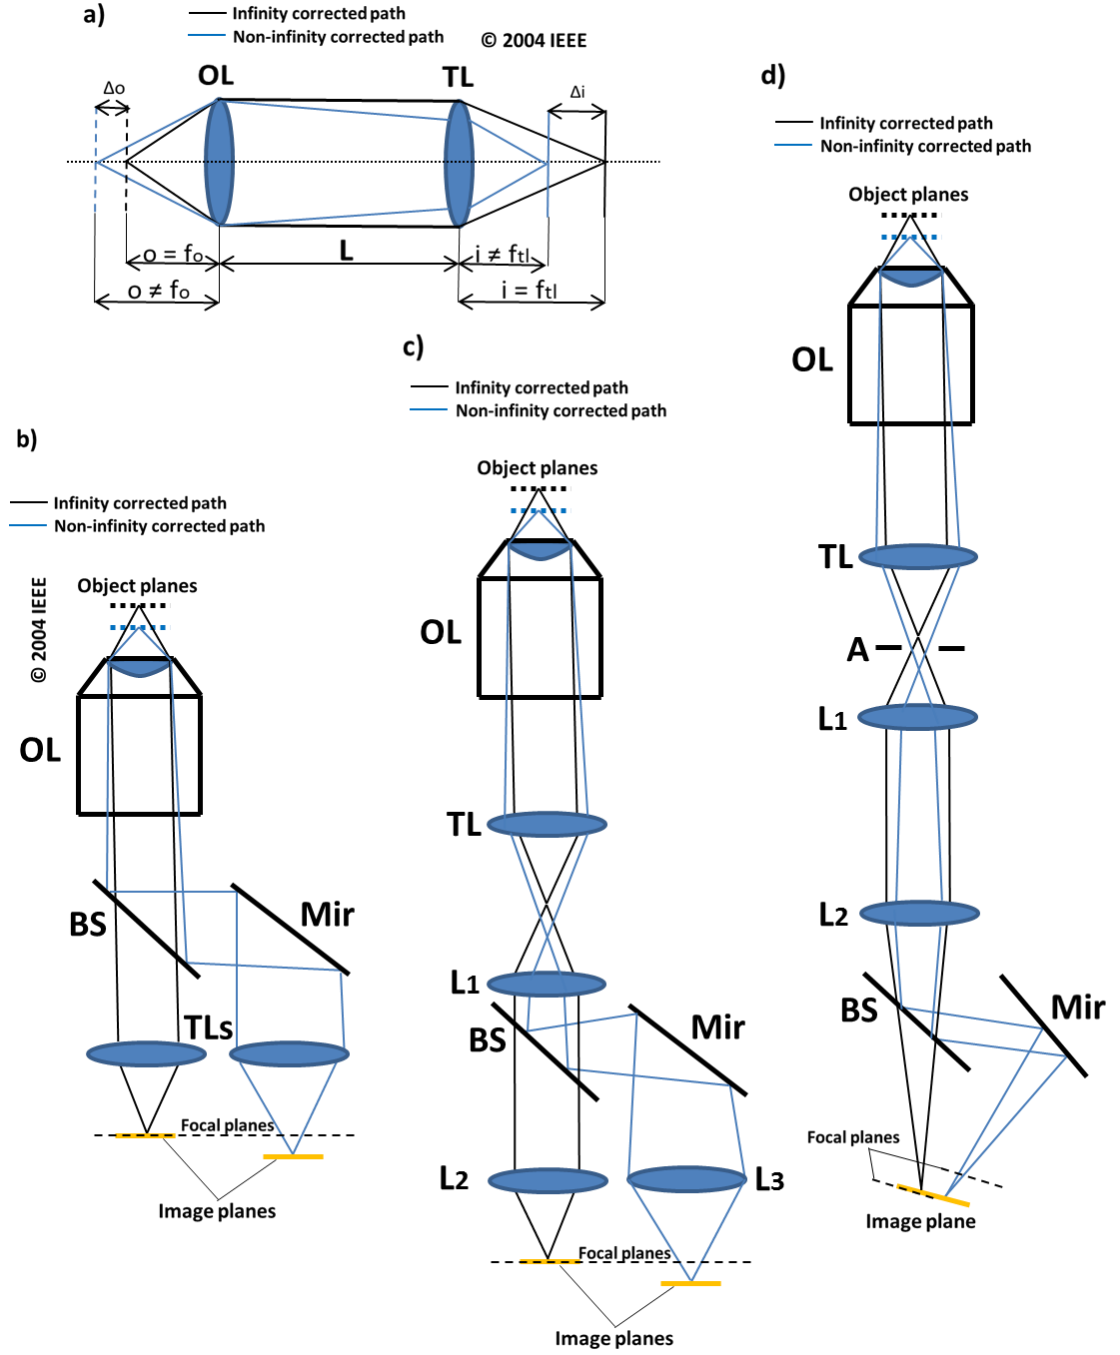 a)
Infinity corrected path
Non-infinity corrected path
© 2004 IEEE
OL
TL
Δo
Δi
o = fo
L
i ≠ ftl
o ≠ fo
i = ftl
b)
Infinity corrected path
Non-infinity corrected path
© 2004 IEEE
Object planes
OL
BS
Mir
TLs
Focal planes
Image planes
c)
Infinity corrected path
Non-infinity corrected path
Object planes
OL
TL
L1
BS
Mir
L2
L3
Focal planes
Image planes
d)
Infinity corrected path
Non-infinity corrected path
Object planes
OL
TL
A
L1
L2
BS
Mir
Focal planes
Image plane